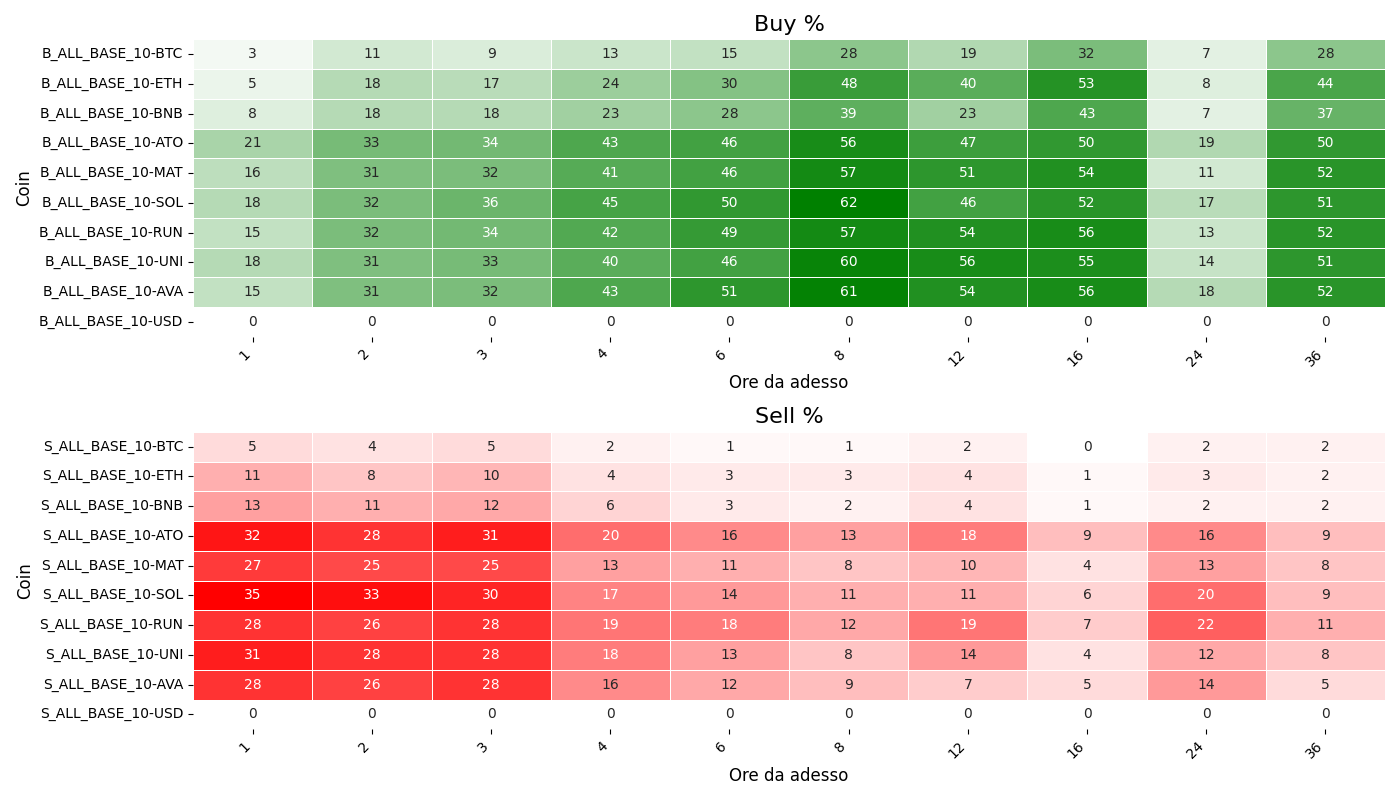 Buy %
Coin
B_ALL_BASE_10-BTC 3 11 9 13 15 28 19 32 7 28
B_ALL_BASE_10-ETH 5 18 17 24 30 48 40 53 8 44
B_ALL_BASE_10-BNB 8 18 18 23 28 39 23 43 7 37
B_ALL_BASE_10-ATO 21 33 34 43 46 56 47 50 19 50
B_ALL_BASE_10-MAT 16 31 32 41 46 57 51 54 11 52
B_ALL_BASE_10-SOL 18 32 36 45 50 62 46 52 17 51
B_ALL_BASE_10-RUN 15 32 34 42 49 57 54 56 13 52
B_ALL_BASE_10-UNI 18 31 33 40 46 60 56 55 14 51
B_ALL_BASE_10-AVA 15 31 32 43 51 61 54 56 18 52
B_ALL_BASE_10-USD 0 0 0 0 0 0 0 0 0 0
1 2 3 4 6 8 12 16 24 36
Ore da adesso
Sell %
Coin
S_ALL_BASE_10-BTC 5 4 5 2 1 1 2 0 2 2
S_ALL_BASE_10-ETH 11 8 10 4 3 3 4 1 3 2
S_ALL_BASE_10-BNB 13 11 12 6 3 2 4 1 2 2
S_ALL_BASE_10-ATO 32 28 31 20 16 13 18 9 16 9
S_ALL_BASE_10-MAT 27 25 25 13 11 8 10 4 13 8
S_ALL_BASE_10-SOL 35 33 30 17 14 11 11 6 20 9
S_ALL_BASE_10-RUN 28 26 28 19 18 12 19 7 22 11
S_ALL_BASE_10-UNI 31 28 28 18 13 8 14 4 12 8
S_ALL_BASE_10-AVA 28 26 28 16 12 9 7 5 14 5
S_ALL_BASE_10-USD 0 0 0 0 0 0 0 0 0 0
1 2 3 4 6 8 12 16 24 36
Ore da adesso